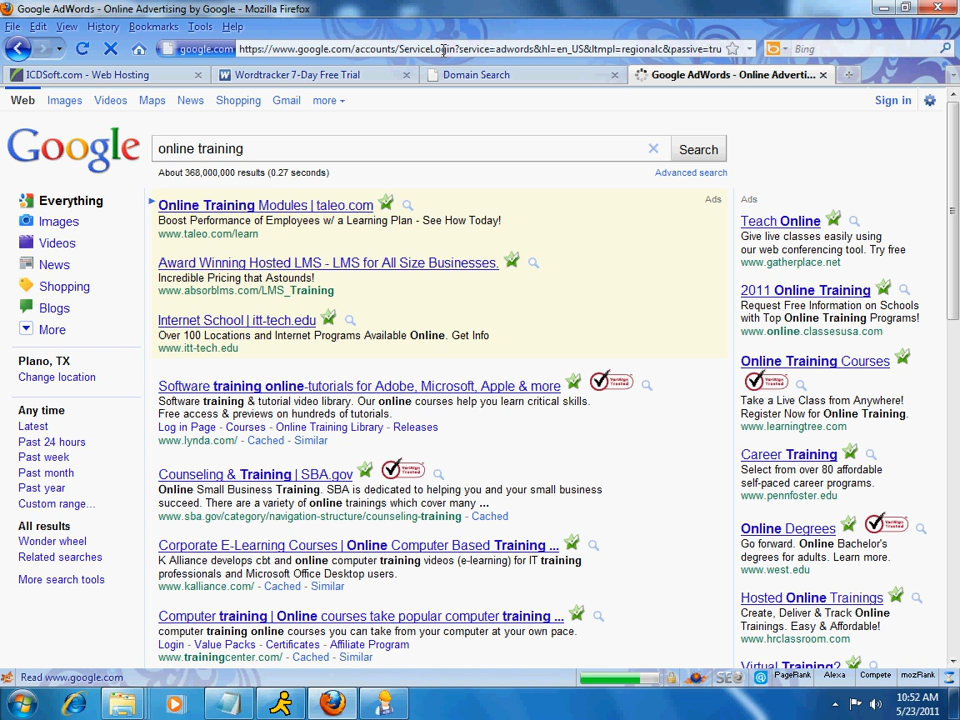 Google AdWords - Online Advertising by Google - Mozilla Firefox
File Edit View History Bookmarks Tools Help
google.com https://www.google.com/accounts/ServiceLogin?service=adwords&hl=en_US&ltmpl=regionalc&passive=tru
Bing
ICDSoft.com - Web Hosting
Wordtracker 7-Day Free Trial
Domain Search
Google AdWords - Online Adverti...
Web Images Videos Maps News Shopping Gmail more
Sign in
Google
online training
Search
About 368,000,000 results (0.27 seconds)
Advanced search
Everything
Images
Videos
News
Shopping
Blogs
More
Plano, TX
Change location
Any time
Latest
Past 24 hours
Past week
Past month
Past year
Custom range...
All results
Wonder wheel
Related searches
More search tools
Ads
Online Training Modules | taleo.com
Boost Performance of Employees w/ a Learning Plan - See How Today!
www.taleo.com/learn
Award Winning Hosted LMS - LMS for All Size Businesses.
Incredible Pricing that Astounds!
www.absorblms.com/LMS_Training
Internet School | itt-tech.edu
Over 100 Locations and Internet Programs Available Online. Get Info
www.itt-tech.edu
Software training online-tutorials for Adobe, Microsoft, Apple & more
VeriSign Trusted
Software training & tutorial video library. Our online courses help you learn critical skills.
Free access & previews on hundreds of tutorials.
Log in Page - Courses - Online Training Library - Releases
www.lynda.com/ - Cached - Similar
Counseling & Training | SBA.gov
VeriSign Trusted
Online Small Business Training. SBA is dedicated to helping you and your small business
succeed. There are a variety of online trainings which cover many ...
www.sba.gov/category/navigation-structure/counseling-training - Cached
Corporate E-Learning Courses | Online Computer Based Training ...
K Alliance develops cbt and online computer training videos (e-learning) for IT training
professionals and Microsoft Office Desktop users.
www.kalliance.com/ - Cached - Similar
Computer training | Online courses take popular computer training ...
computer training online courses you can take from your computer at your own pace.
Login - Value Packs - Certificates - Affiliate Program
www.trainingcenter.com/ - Cached - Similar
Ads
Teach Online
Give live classes easily using
our web conferencing tool. Try free
www.gatherplace.net
2011 Online Training
Request Free Information on Schools
with Top Online Training Programs!
www.online.classesusa.com
Online Training Courses
VeriSign Trusted
Take a Live Class from Anywhere!
Register Now for Online Training.
www.learningtree.com
Career Training
Select from over 80 affordable
self-paced career programs.
www.pennfoster.edu
Online Degrees
VeriSign Trusted
Go forward. Online Bachelor's
degrees for adults. Learn more.
www.west.edu
Hosted Online Trainings
Create, Deliver & Track Online
Trainings. Easy & Affordable!
www.hrclassroom.com
Virtual Training?
Read www.google.com
SE
PageRank Alexa Compete mozRank
10:52 AM
5/23/2011